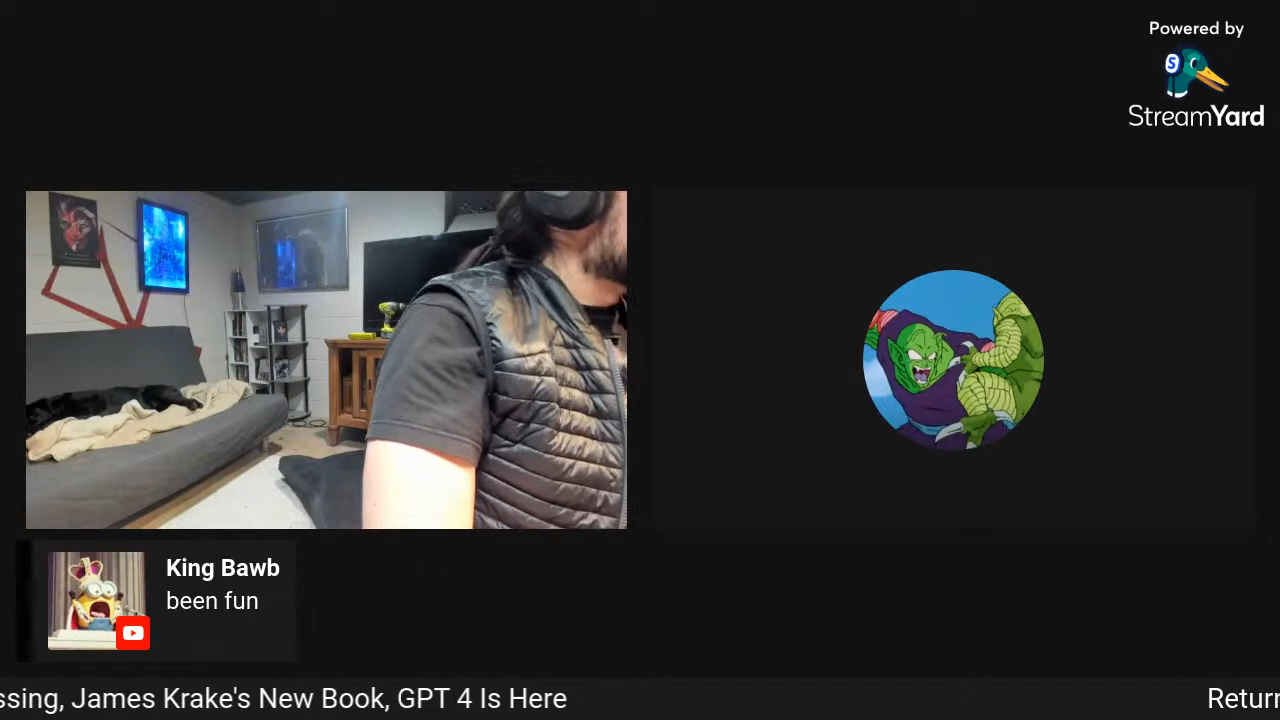 Powered by
S
StreamYard
King Bawb
been fun
ssing, James Krake's New Book, GPT 4 Is Here
Return